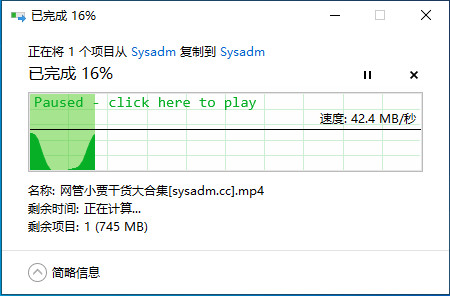 已完成 16%
正在将 1 个项目从 Sysadm 复制到 Sysadm
已完成 16%
Paused - click here to play
速度: 42.4 MB/秒
名称: 网管小贾干货大合集[sysadm.cc].mp4
剩余时间: 正在计算...
剩余项目: 1 (745 MB)
简略信息